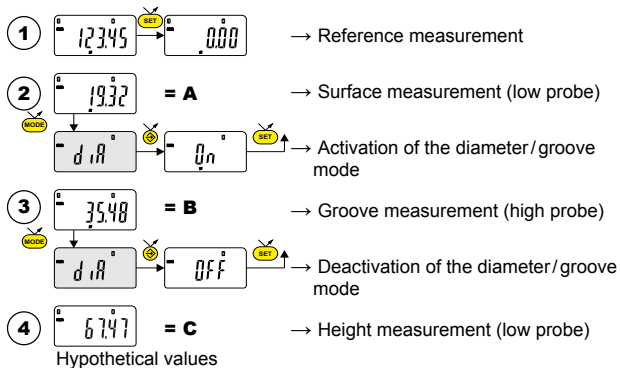 1 123.45 SET 0.00 → Reference measurement
2 19.32 = A → Surface measurement (low probe)
MODE
diA On SET → Activation of the diameter/groove
mode
3 35.48 = B → Groove measurement (high probe)
MODE
diA OFF SET → Deactivation of the diameter/groove
mode
4 67.47 = C → Height measurement (low probe)
Hypothetical values